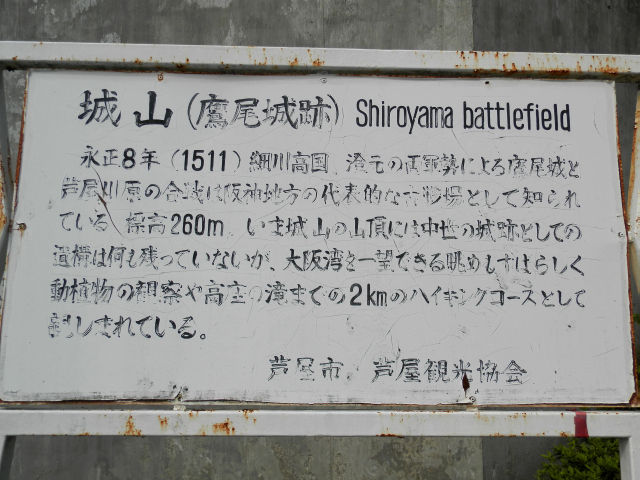 城山(鷹尾城跡) Shiroyama battlefield
永正8年(1511)細川高国、澄元の両軍勢による鷹尾城と
芦屋川原の合戦は阪神地方の代表的な古戦場として知られ
ている 標高260m いま城山の山頂には中世の城跡としての
遺構は何も残っていないが、大阪湾を一望できる眺めもすばらしく
動植物の観察や高座の滝までの2kmのハイキングコースとして
しまれている。
芦屋市 芦屋観光協会